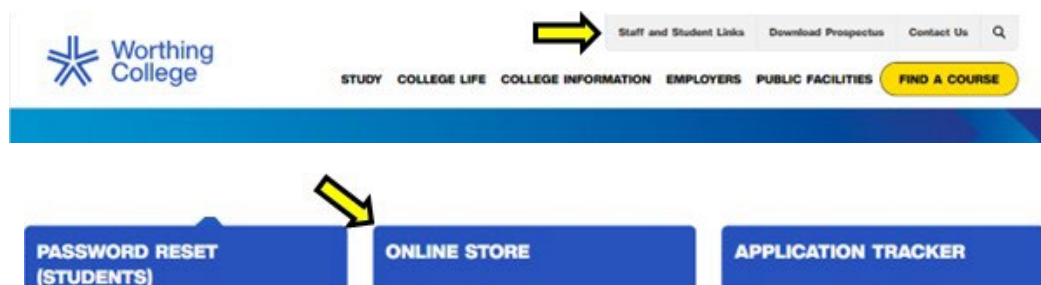 Worthing
College
Staff and Student Links Download Prospectus Contact Us
STUDY COLLEGE LIFE COLLEGE INFORMATION EMPLOYERS PUBLIC FACILITIES FIND A COURSE
PASSWORD RESET
(STUDENTS)
ONLINE STORE
APPLICATION TRACKER